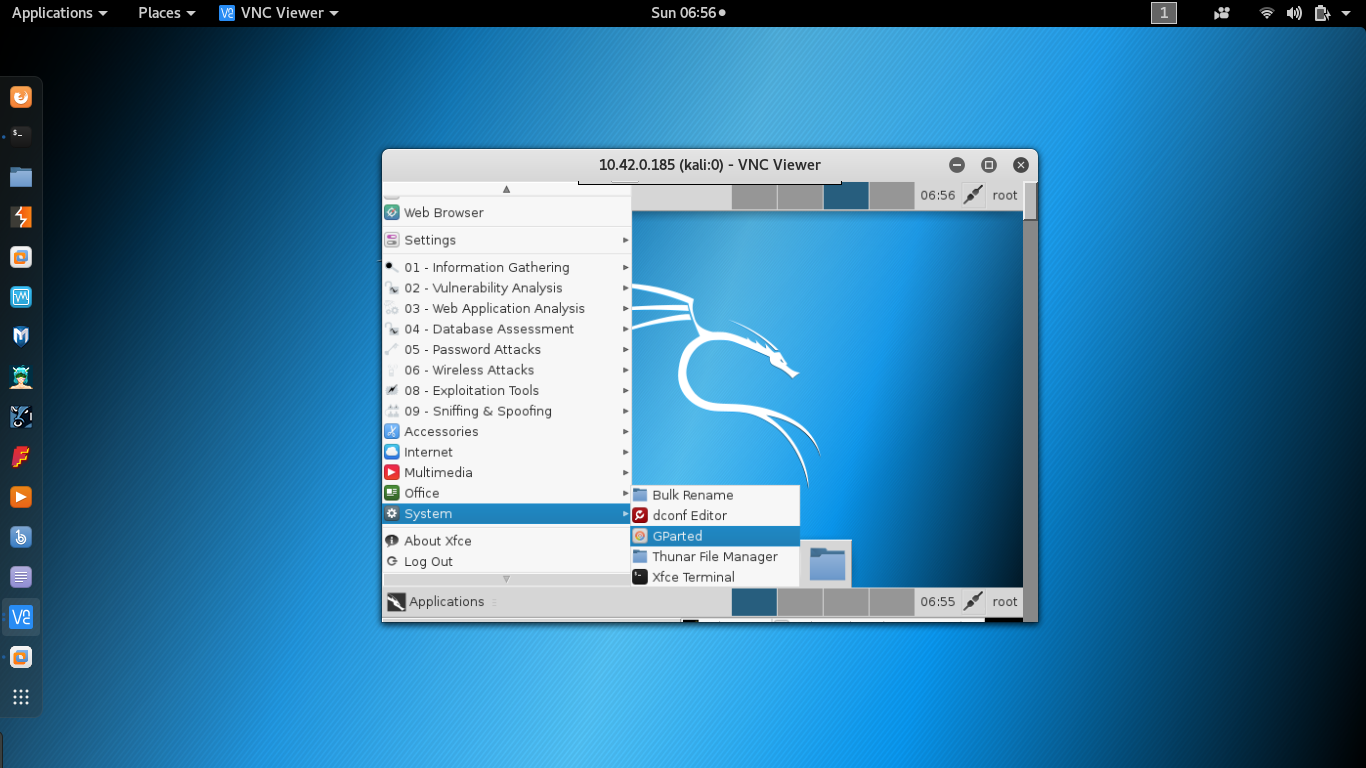 Applications Places VNC Viewer Sun 06:56 1
10.42.0.185 (kali:0) - VNC Viewer
06:56 root
Web Browser
Settings
01 - Information Gathering
02 - Vulnerability Analysis
03 - Web Application Analysis
04 - Database Assessment
05 - Password Attacks
06 - Wireless Attacks
08 - Exploitation Tools
09 - Sniffing & Spoofing
Accessories
Internet
Multimedia
Office
System
About Xfce
Log Out
Bulk Rename
dconf Editor
GParted
Thunar File Manager
Xfce Terminal
Applications 06:55 root